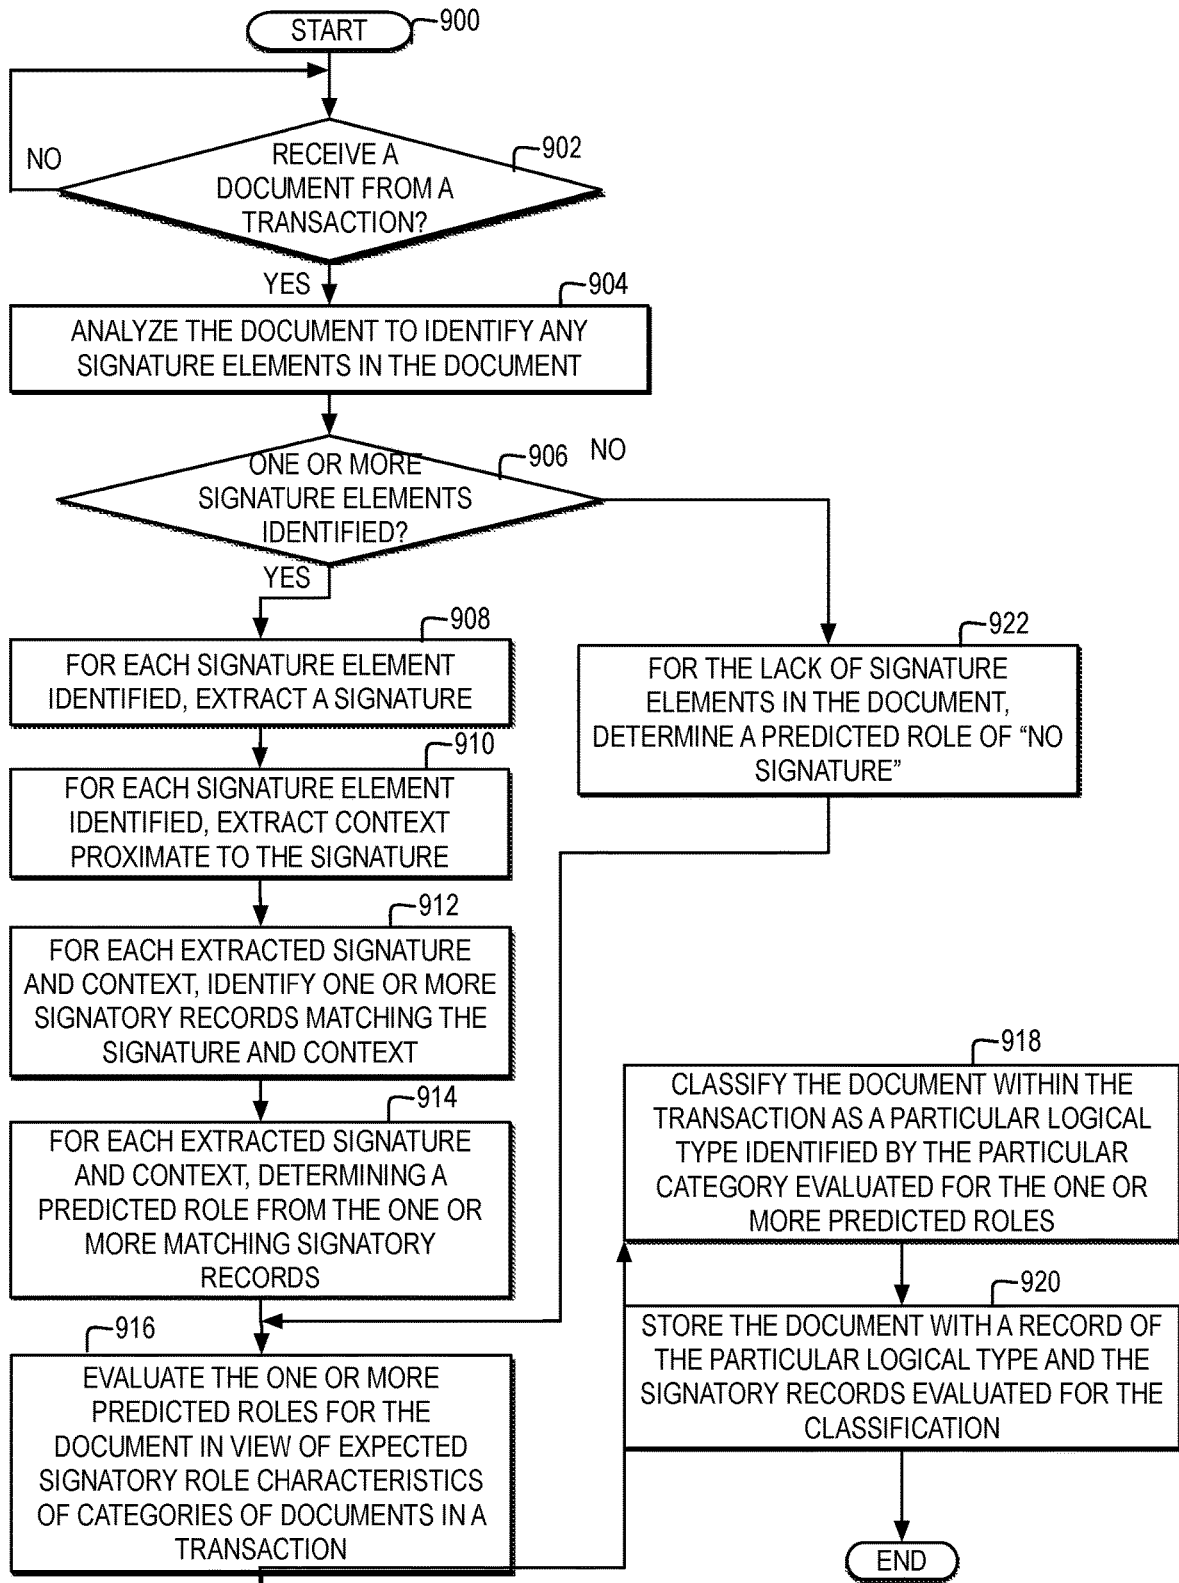 START
900
RECEIVE A
DOCUMENT FROM A
TRANSACTION?
902
NO
YES
904
ANALYZE THE DOCUMENT TO IDENTIFY ANY
SIGNATURE ELEMENTS IN THE DOCUMENT
906
NO
ONE OR MORE
SIGNATURE ELEMENTS
IDENTIFIED?
YES
908
FOR EACH SIGNATURE ELEMENT
IDENTIFIED, EXTRACT A SIGNATURE
910
FOR EACH SIGNATURE ELEMENT
IDENTIFIED, EXTRACT CONTEXT
PROXIMATE TO THE SIGNATURE
912
FOR EACH EXTRACTED SIGNATURE
AND CONTEXT, IDENTIFY ONE OR MORE
SIGNATORY RECORDS MATCHING THE
SIGNATURE AND CONTEXT
914
FOR EACH EXTRACTED SIGNATURE
AND CONTEXT, DETERMINING A
PREDICTED ROLE FROM THE ONE OR
MORE MATCHING SIGNATORY
RECORDS
922
FOR THE LACK OF SIGNATURE
ELEMENTS IN THE DOCUMENT,
DETERMINE A PREDICTED ROLE OF “NO
SIGNATURE”
916
EVALUATE THE ONE OR MORE
PREDICTED ROLES FOR THE
DOCUMENT IN VIEW OF EXPECTED
SIGNATORY ROLE CHARACTERISTICS
OF CATEGORIES OF DOCUMENTS IN A
TRANSACTION
918
CLASSIFY THE DOCUMENT WITHIN THE
TRANSACTION AS A PARTICULAR LOGICAL
TYPE IDENTIFIED BY THE PARTICULAR
CATEGORY EVALUATED FOR THE ONE OR
MORE PREDICTED ROLES
920
STORE THE DOCUMENT WITH A RECORD OF
THE PARTICULAR LOGICAL TYPE AND THE
SIGNATORY RECORDS EVALUATED FOR THE
CLASSIFICATION
END